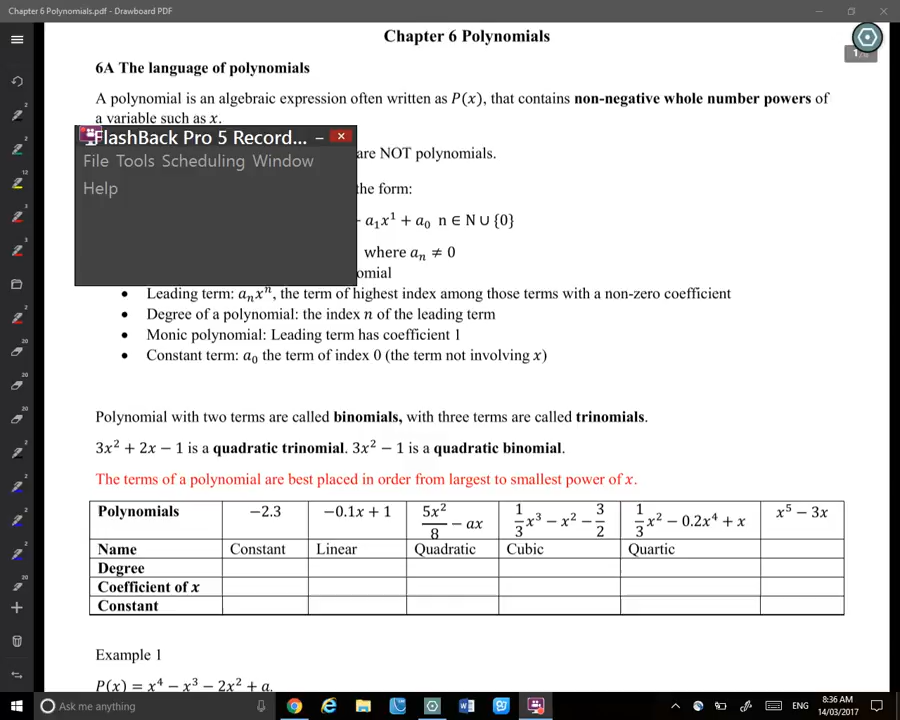 Chapter 6 Polynomials.pdf - Drawboard PDF
Chapter 6 Polynomials
6A The language of polynomials
A polynomial is an algebraic expression often written as P(x), that contains non-negative whole number powers of
a variable such as x.
FlashBack Pro 5 Record...
File Tools Scheduling Window
Help
are NOT polynomials.
the form:
a₁x¹ + a₀ n ∈ N ∪ {0}
where aₙ ≠ 0
omial
• Leading term: aₙxⁿ, the term of highest index among those terms with a non-zero coefficient
• Degree of a polynomial: the index n of the leading term
• Monic polynomial: Leading term has coefficient 1
• Constant term: a₀ the term of index 0 (the term not involving x)
Polynomial with two terms are called binomials, with three terms are called trinomials.
3x² + 2x − 1 is a quadratic trinomial. 3x² − 1 is a quadratic binomial.
The terms of a polynomial are best placed in order from largest to smallest power of x.
Polynomials −2.3 −0.1x + 1 5x²/8 − ax 1/3x³ − x² − 3/2 1/3x² − 0.2x⁴ + x x⁵ − 3x
Name Constant Linear Quadratic Cubic Quartic
Degree
Coefficient of x
Constant
Example 1
P(x) = x⁴ − x³ − 2x² + a.
Ask me anything
ENG
8:36 AM
14/03/2017